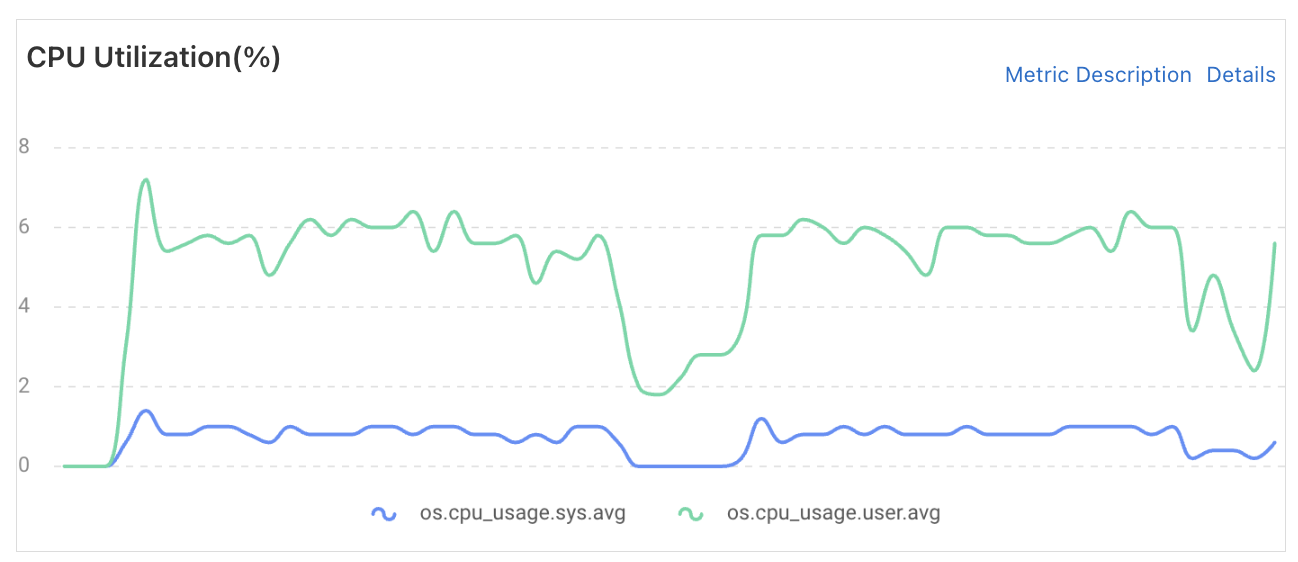 CPU Utilization(%)
Metric Description Details
8
6
4
2
0
os.cpu_usage.sys.avg os.cpu_usage.user.avg